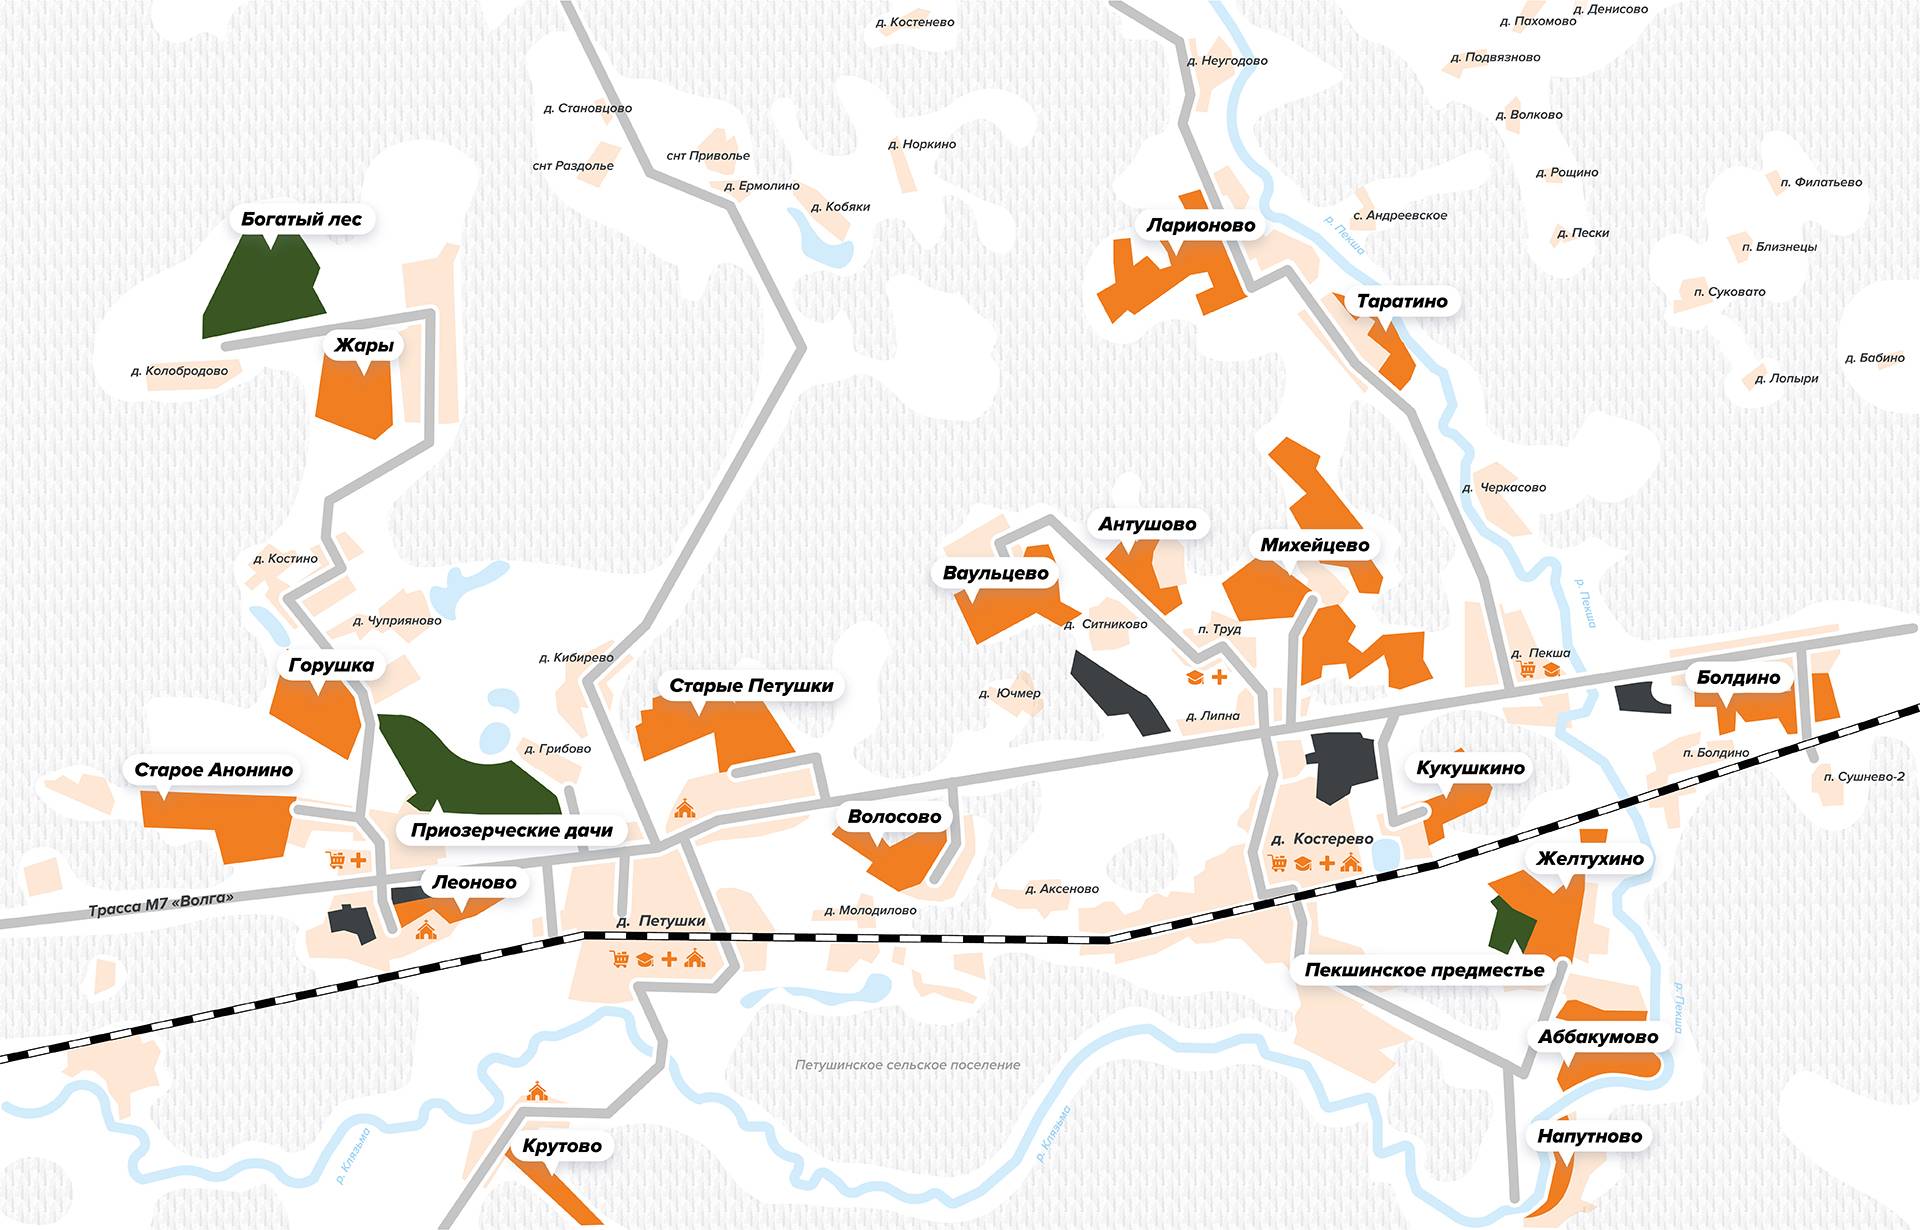 д. Денисово
д. Костенево
д. Пахомово
д. Подвязново
д. Неугодово
д. Становцово
д. Волково
д. Норкино
снт Приволье
снт Раздолье
д. Рощино
д. Ермолино
п. Филатьево
д. Кобяки
с. Андреевское
Богатый лес
Ларионово
р. Пекша
д. Пески
п. Близнецы
п. Суковато
Таратино
Жары
д. Бабино
д. Колобродово
д. Лопыри
д. Черкасово
Антушово
Михейцево
д. Костино
Ваульцево
р. Пекша
д. Чуприяново
д. Ситниково
п. Труд
д. Пекша
д. Кибирево
Горушка
Болдино
Старые Петушки
д. Ючмер
д. Липна
д. Грибово
п. Болдино
Старое Анонино
Кукушкино
п. Сушнево-2
Волосово
Приозерческие дачи
д. Костерево
Желтухино
Леоново
д. Аксеново
Трасса М7 «Волга»
д. Молодилово
д. Петушки
Пекшинское предместье
р. Пекша
Аббакумово
Петушинское сельское поселение
р. Клязьма
р. Клязьма
Напутново
Крутово